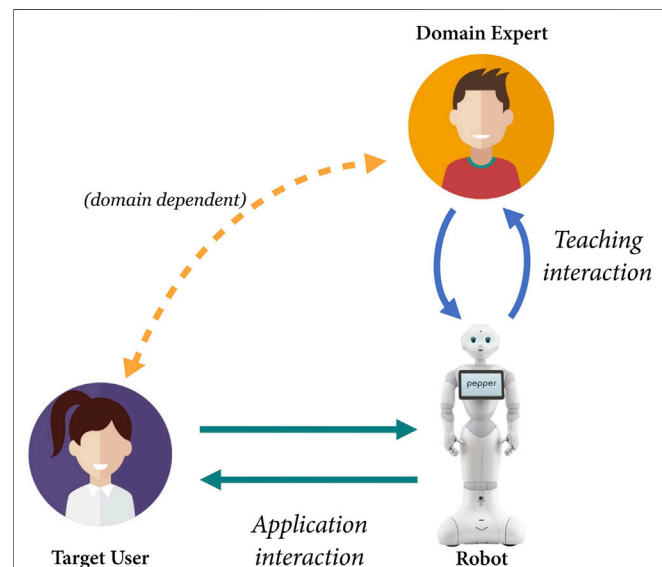 Domain Expert
(domain dependent)
Teaching
interaction
pepper
Application
interaction
Target User
Robot